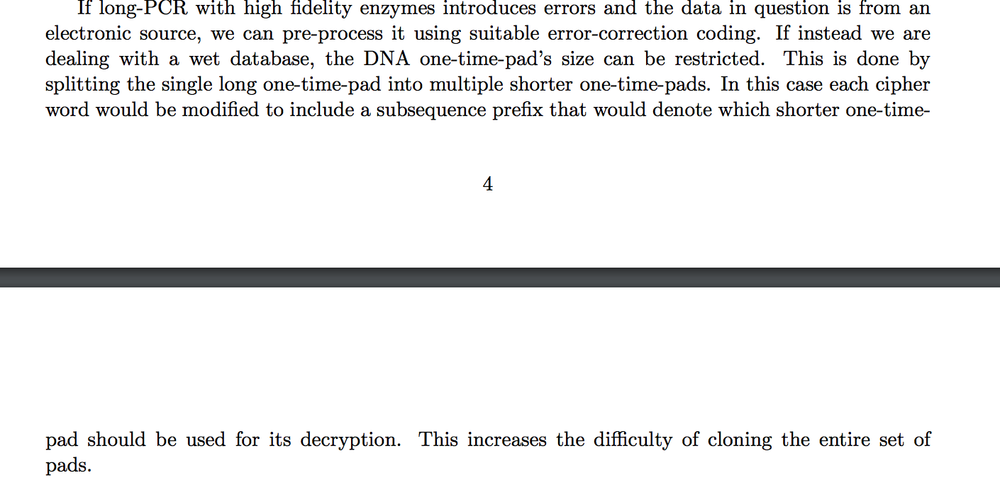 If long-PCR with high fidelity enzymes introduces errors and the data in question is from an
electronic source, we can pre-process it using suitable error-correction coding. If instead we are
dealing with a wet database, the DNA one-time-pad's size can be restricted. This is done by
splitting the single long one-time-pad into multiple shorter one-time-pads. In this case each cipher
word would be modified to include a subsequence prefix that would denote which shorter one-time-
4
pad should be used for its decryption. This increases the difficulty of cloning the entire set of
pads.